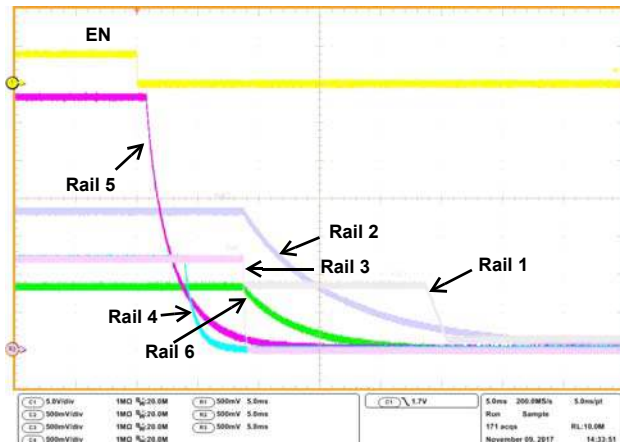 EN
Rail 5
Rail 2
Rail 3
Rail 1
Rail 4
Rail 6
C1 5.0V/div 1MΩ 20.0M R1 500mV 5.0ms C1 1.7V 5.0ms 200.0MS/s 5.0ns/pt
C2 500mV/div 1MΩ 20.0M R2 500mV 5.0ms Run Sample
C3 500mV/div 1MΩ 20.0M R3 500mV 5.0ms 171 acqs RL:10.0M
C4 500mV/div 1MΩ 20.0M November 09, 2017 14:33:51